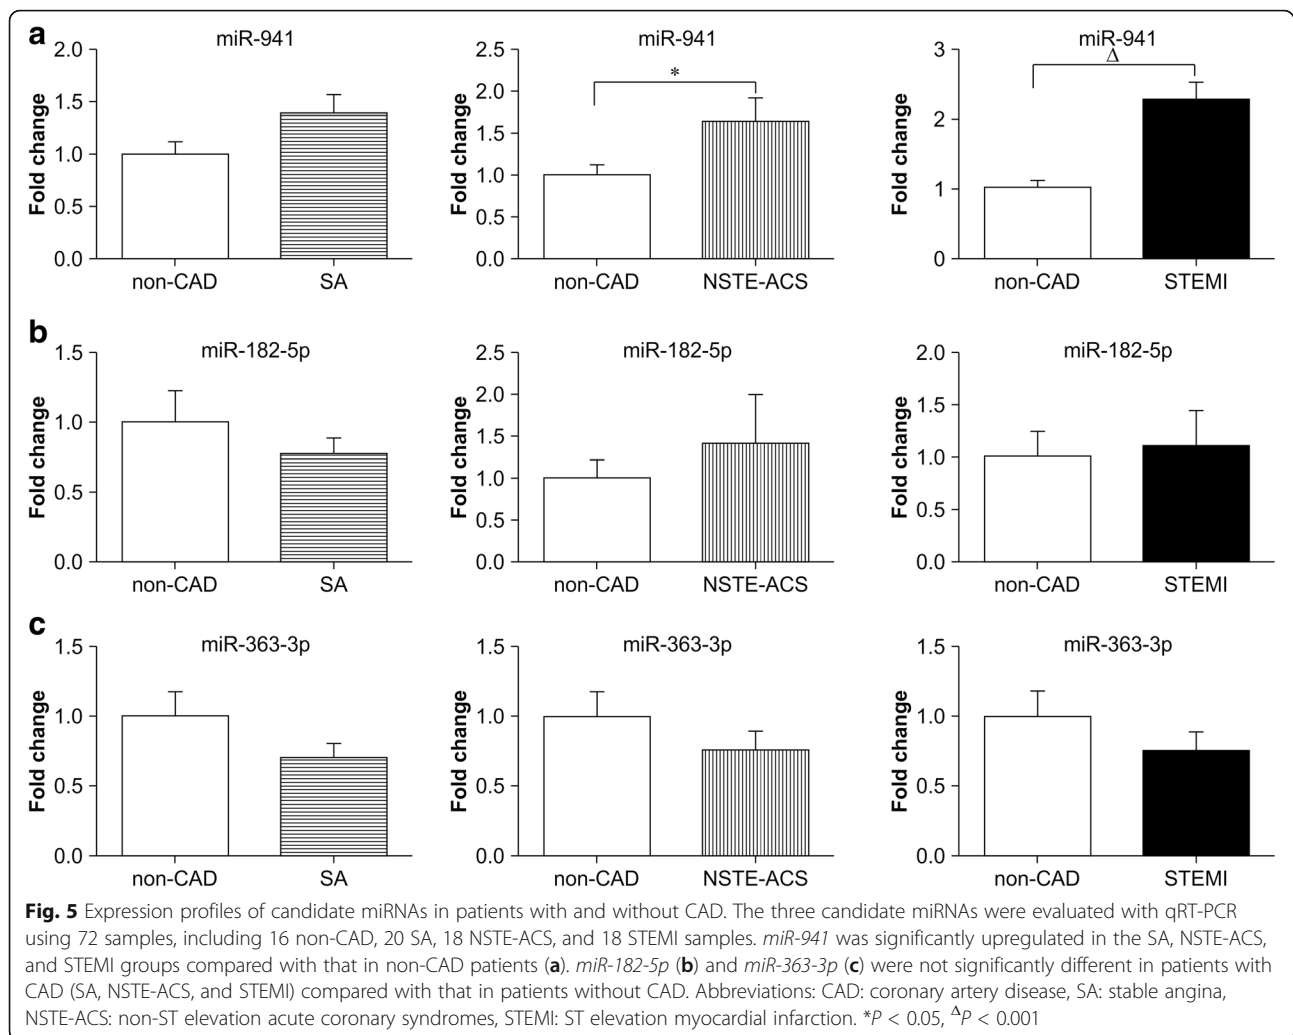 a
miR-941
miR-941
miR-941
2.0
1.5
1.0
0.5
0.0
Fold change
non-CAD SA
2.5
2.0
1.5
1.0
0.5
0.0
Fold change
*
non-CAD NSTE-ACS
3
2
1
0
Fold change
Δ
non-CAD STEMI
b
miR-182-5p
miR-182-5p
miR-182-5p
1.5
1.0
0.5
0.0
Fold change
non-CAD SA
2.5
2.0
1.5
1.0
0.5
0.0
Fold change
non-CAD NSTE-ACS
2.0
1.5
1.0
0.5
0.0
Fold change
non-CAD STEMI
c
miR-363-3p
miR-363-3p
miR-363-3p
1.5
1.0
0.5
0.0
Fold change
non-CAD SA
1.5
1.0
0.5
0.0
Fold change
non-CAD NSTE-ACS
1.5
1.0
0.5
0.0
Fold change
non-CAD STEMI
Fig. 5 Expression profiles of candidate miRNAs in patients with and without CAD. The three candidate miRNAs were evaluated with qRT-PCR
using 72 samples, including 16 non-CAD, 20 SA, 18 NSTE-ACS, and 18 STEMI samples. miR-941 was significantly upregulated in the SA, NSTE-ACS,
and STEMI groups compared with that in non-CAD patients (a). miR-182-5p (b) and miR-363-3p (c) were not significantly different in patients with
CAD (SA, NSTE-ACS, and STEMI) compared with that in patients without CAD. Abbreviations: CAD: coronary artery disease, SA: stable angina,
NSTE-ACS: non-ST elevation acute coronary syndromes, STEMI: ST elevation myocardial infarction. *P < 0.05, ΔP < 0.001